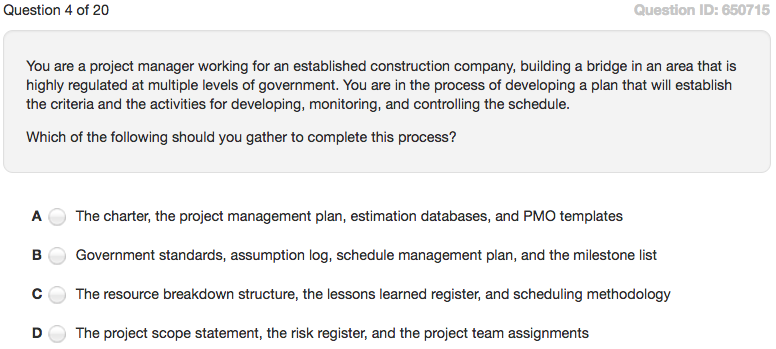 Question 4 of 20
Question ID: 650715
You are a project manager working for an established construction company, building a bridge in an area that is
highly regulated at multiple levels of government. You are in the process of developing a plan that will establish
the criteria and the activities for developing, monitoring, and controlling the schedule.
Which of the following should you gather to complete this process?
A The charter, the project management plan, estimation databases, and PMO templates
B Government standards, assumption log, schedule management plan, and the milestone list
C The resource breakdown structure, the lessons learned register, and scheduling methodology
D The project scope statement, the risk register, and the project team assignments